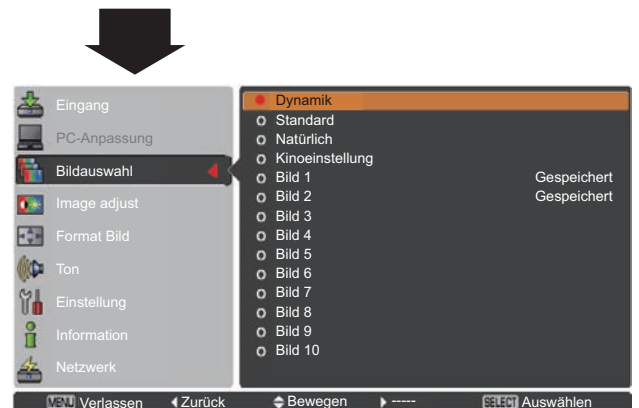 Eingang
PC-Anpassung
Bildauswahl
Image adjust
Format Bild
Ton
Einstellung
Information
Netzwerk
Dynamik
Standard
Natürlich
Kinoeinstellung
Bild 1 Gespeichert
Bild 2 Gespeichert
Bild 3
Bild 4
Bild 5
Bild 6
Bild 7
Bild 8
Bild 9
Bild 10
MENU Verlassen Zurück Bewegen ----- SELECT Auswählen